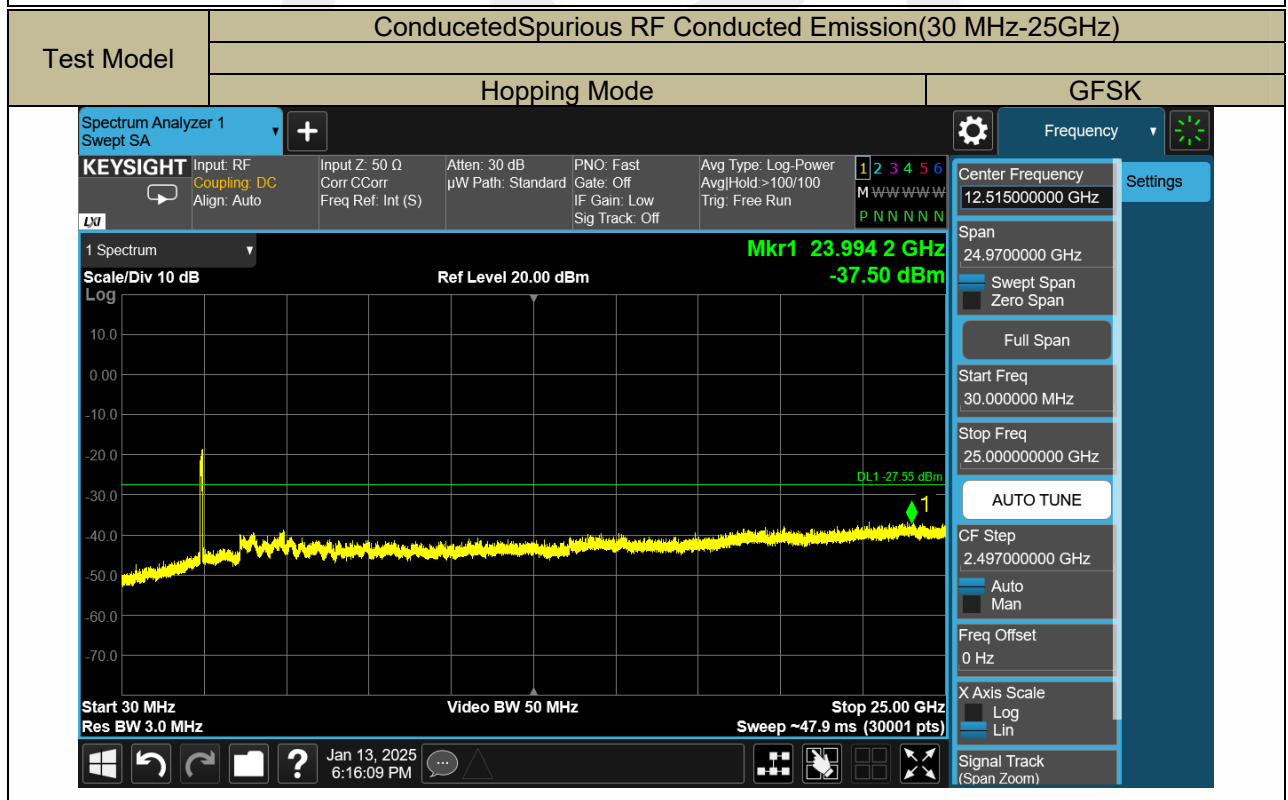 ConducetedSpurious RF Conducted Emission(30 MHz-25GHz)
Test Model
Hopping Mode
GFSK
Spectrum Analyzer 1
Swept SA
Frequency
KEYSIGHT
LXI
Input: RF
Coupling: DC
Align: Auto
Input Z: 50 Ω
Corr CCorr
Freq Ref: Int (S)
Atten: 30 dB
µW Path: Standard
PNO: Fast
Gate: Off
IF Gain: Low
Sig Track: Off
Avg Type: Log-Power
Avg|Hold:>100/100
Trig: Free Run
1 2 3 4 5 6
M W W W W W
P N N N N N
1 Spectrum
Mkr1 23.994 2 GHz
Scale/Div 10 dB
Ref Level 20.00 dBm
-37.50 dBm
Log
10.0
0.00
-10.0
-20.0
-30.0
-40.0
-50.0
-60.0
-70.0
DL1 -27.55 dBm
1
Start 30 MHz
Video BW 50 MHz
Stop 25.00 GHz
Res BW 3.0 MHz
Sweep ~47.9 ms (30001 pts)
Center Frequency
12.515000000 GHz
Settings
Span
24.9700000 GHz
Swept Span
Zero Span
Full Span
Start Freq
30.000000 MHz
Stop Freq
25.000000000 GHz
AUTO TUNE
CF Step
2.497000000 GHz
Auto
Man
Freq Offset
0 Hz
X Axis Scale
Log
Lin
Signal Track
(Span Zoom)
?
Jan 13, 2025
6:16:09 PM